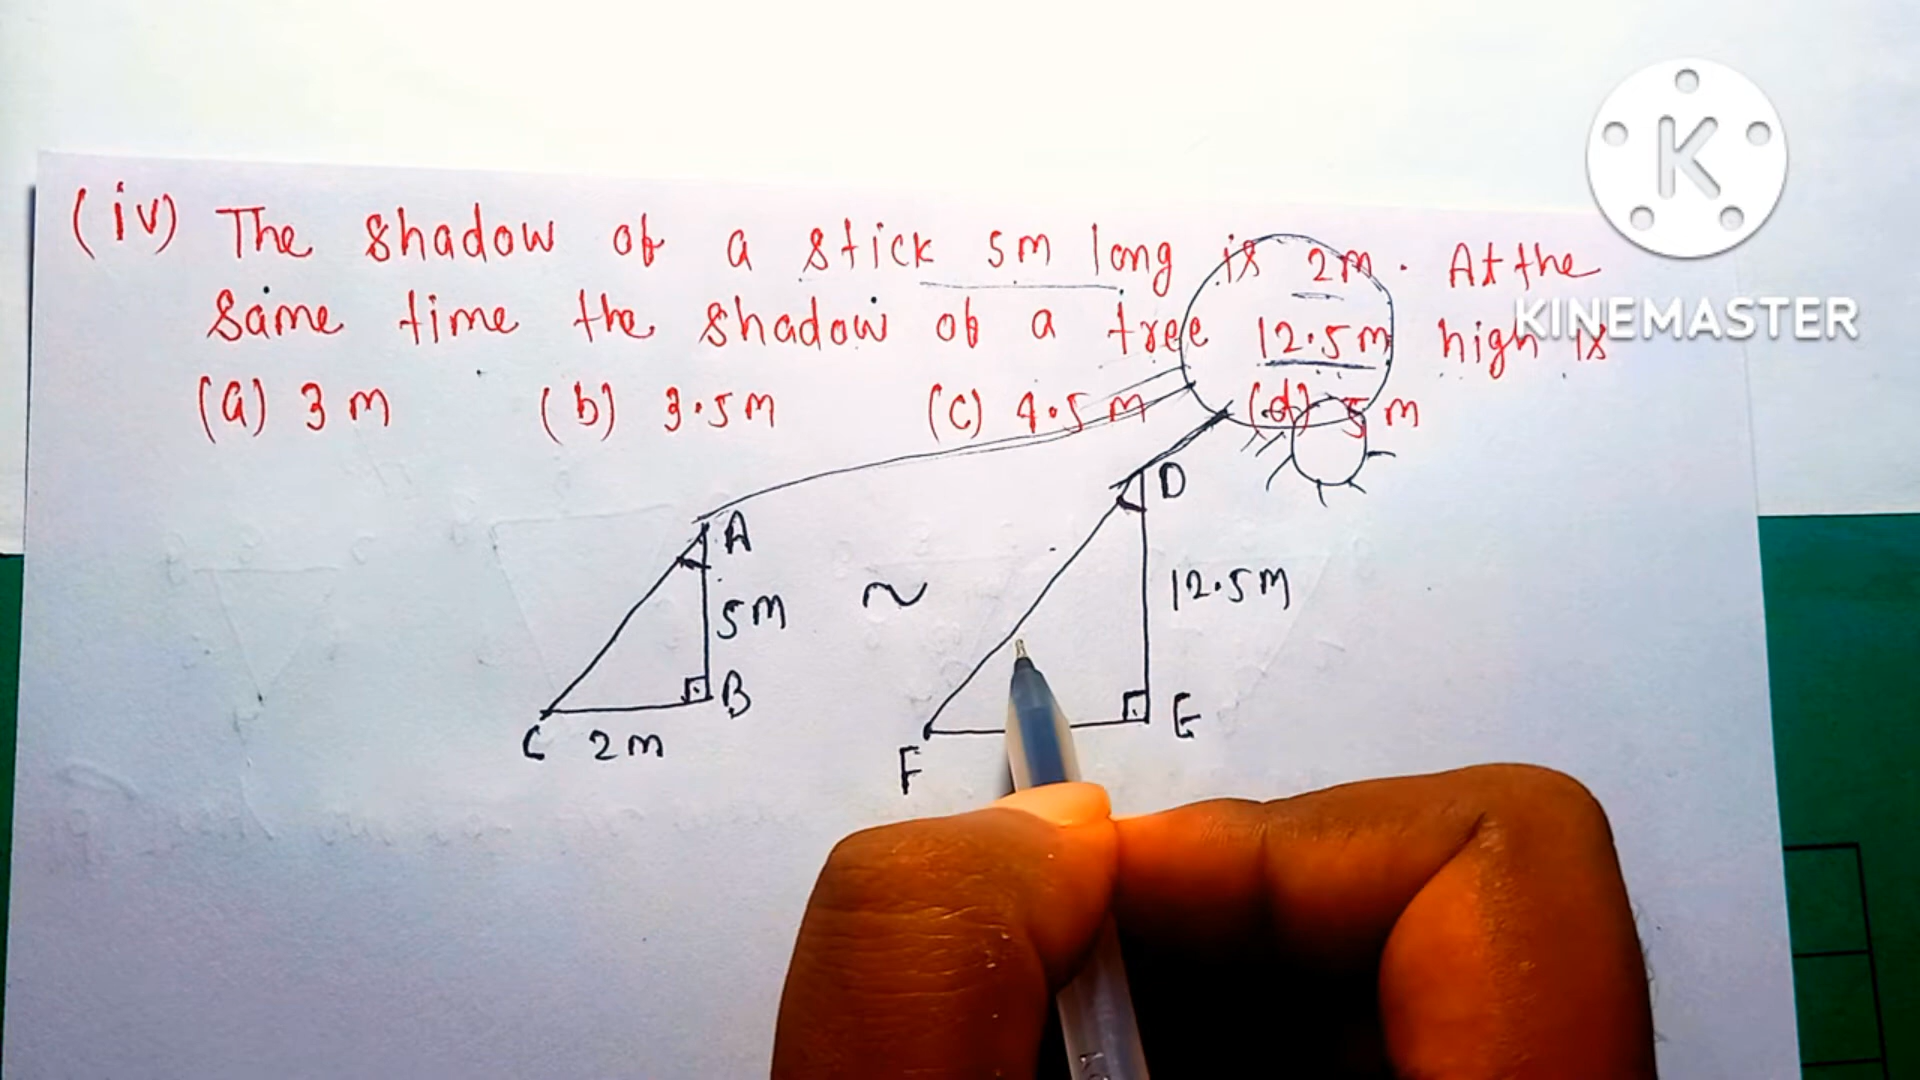 (iv) The shadow of a stick 5m long is 2m. At the
same time the shadow of a tree 12.5m high is
(a) 3 m (b) 3.5m (c) 4.5m (d) 5m
K
KINEMASTER
A
D
5m
~
12.5m
B
E
C 2m
F